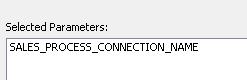 Selected Parameters:
SALES_PROCESS_CONNECTION_NAME